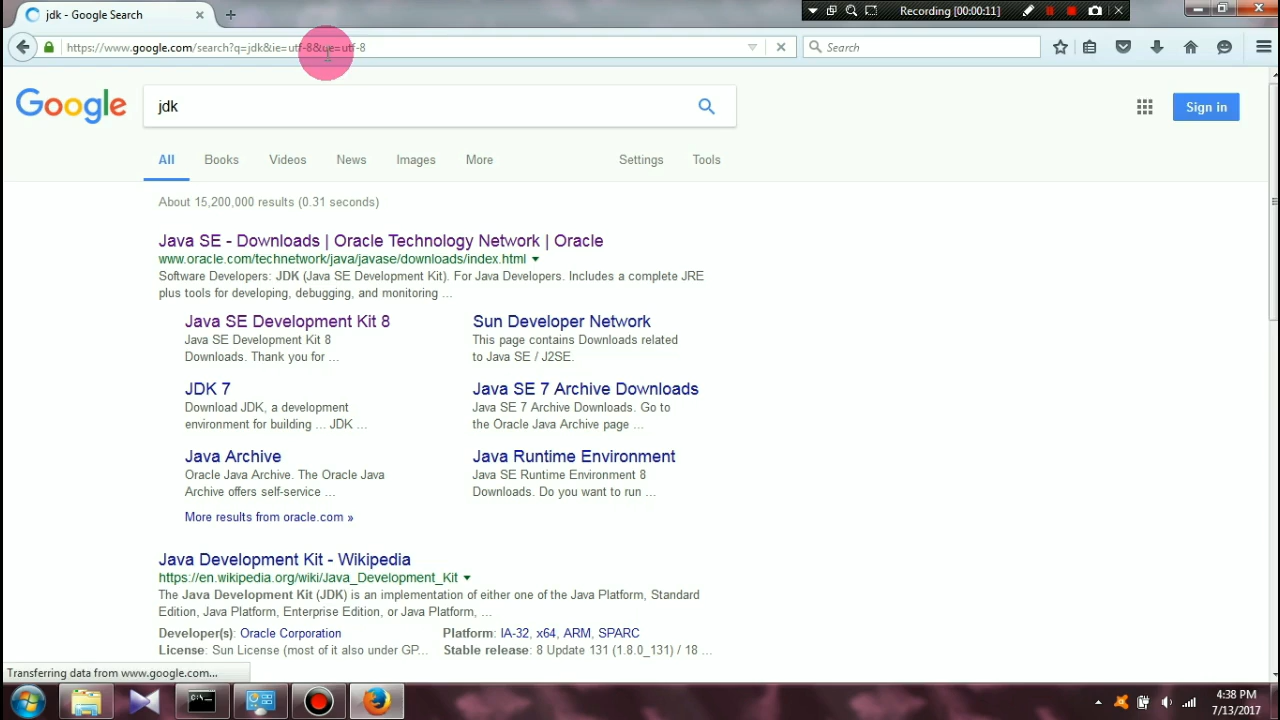 jdk - Google Search
Recording [00:00:11]
https://www.google.com/search?q=jdk&ie=utf-8&oe=utf-8
Search
Google
jdk
Sign in
All Books Videos News Images More Settings Tools
About 15,200,000 results (0.31 seconds)
Java SE - Downloads | Oracle Technology Network | Oracle
www.oracle.com/technetwork/java/javase/downloads/index.html
Software Developers: JDK (Java SE Development Kit). For Java Developers. Includes a complete JRE
plus tools for developing, debugging, and monitoring ...
Java SE Development Kit 8
Java SE Development Kit 8
Downloads. Thank you for ...
Sun Developer Network
This page contains Downloads related
to Java SE / J2SE.
JDK 7
Download JDK, a development
environment for building ... JDK ...
Java SE 7 Archive Downloads
Java SE 7 Archive Downloads. Go to
the Oracle Java Archive page ...
Java Archive
Oracle Java Archive. The Oracle Java
Archive offers self-service ...
Java Runtime Environment
Java SE Runtime Environment 8
Downloads. Do you want to run ...
More results from oracle.com »
Java Development Kit - Wikipedia
https://en.wikipedia.org/wiki/Java_Development_Kit
The Java Development Kit (JDK) is an implementation of either one of the Java Platform, Standard
Edition, Java Platform, Enterprise Edition, or Java Platform, ...
Developer(s): Oracle Corporation Platform: IA-32, x64, ARM, SPARC
License: Sun License (most of it also under GP... Stable release: 8 Update 131 (1.8.0_131) / 18 ...
Transferring data from www.google.com...
4:38 PM
7/13/2017